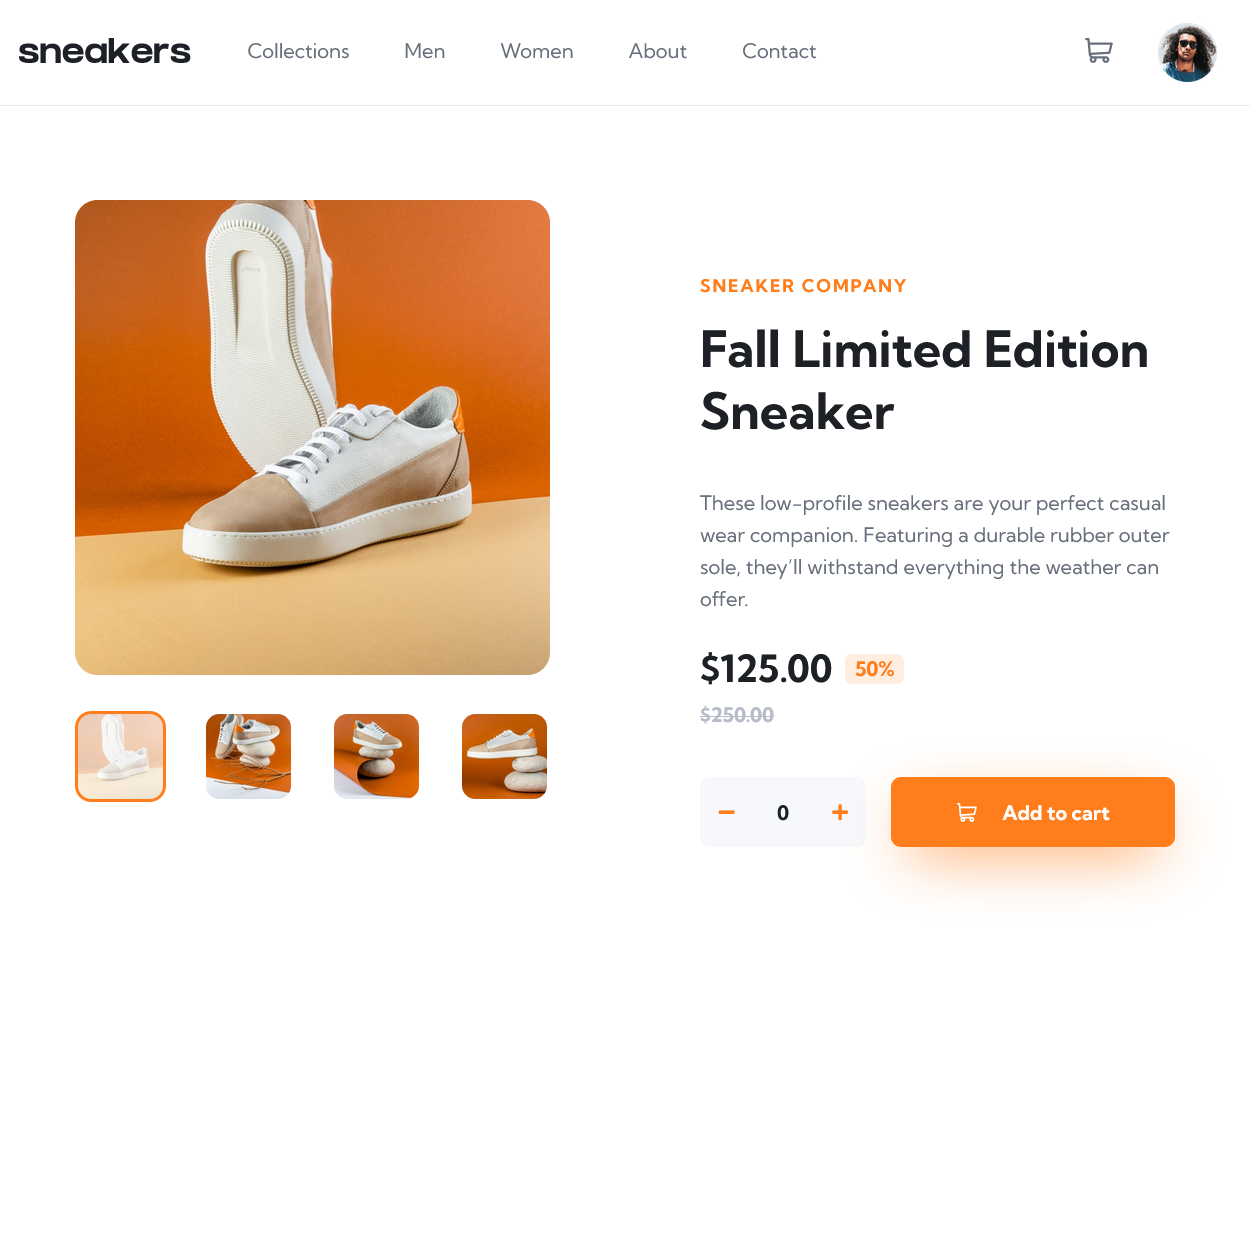 sneakers
Collections
Men
Women
About
Contact
SNEAKER COMPANY
Fall Limited Edition
Sneaker
These low-profile sneakers are your perfect casual
wear companion. Featuring a durable rubber outer
sole, they’ll withstand everything the weather can
offer.
$125.00 50%
$250.00
0
Add to cart